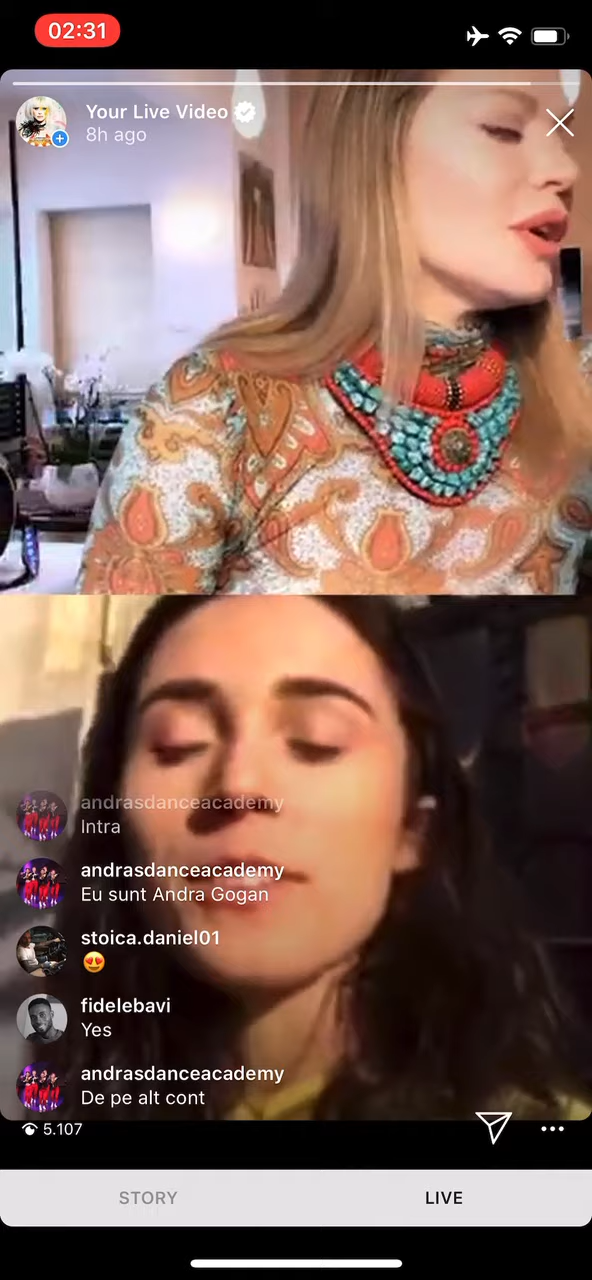 02:31
Your Live Video
8h ago
andrasdanceacademy
Intra
andrasdanceacademy
Eu sunt Andra Gogan
stoica.daniel01
😍
fidelebavi
Yes
andrasdanceacademy
De pe alt cont
5.107
STORY
LIVE